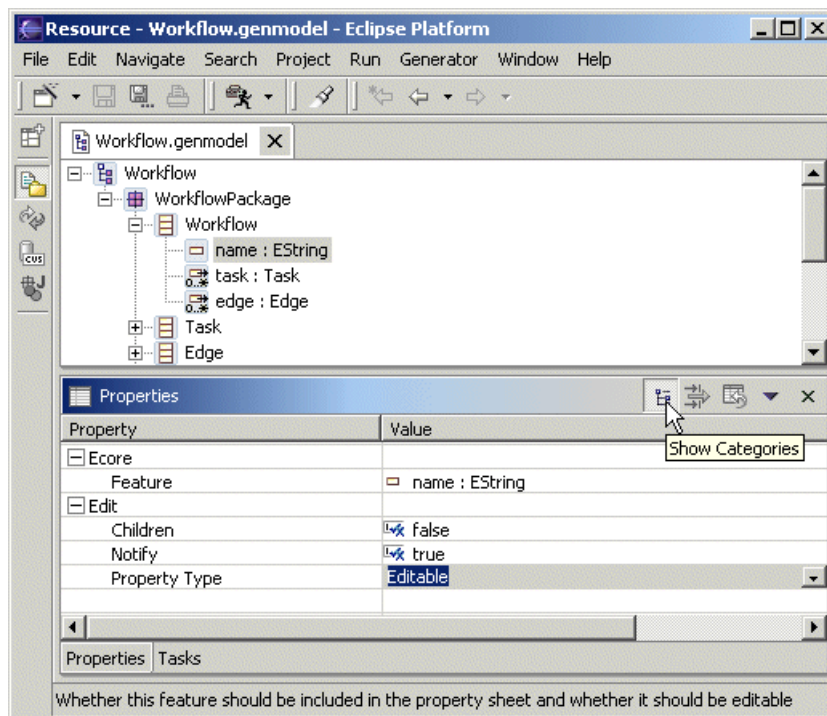 Resource - Workflow.genmodel - Eclipse Platform
File Edit Navigate Search Project Run Generator Window Help
Workflow.genmodel
Workflow
WorkflowPackage
Workflow
name : EString
0..* task : Task
0..* edge : Edge
Task
Edge
CVS
J
Properties
Property Value
Show Categories
Ecore
Feature name : EString
Edit
Children false
Notify true
Property Type Editable
Properties Tasks
Whether this feature should be included in the property sheet and whether it should be editable